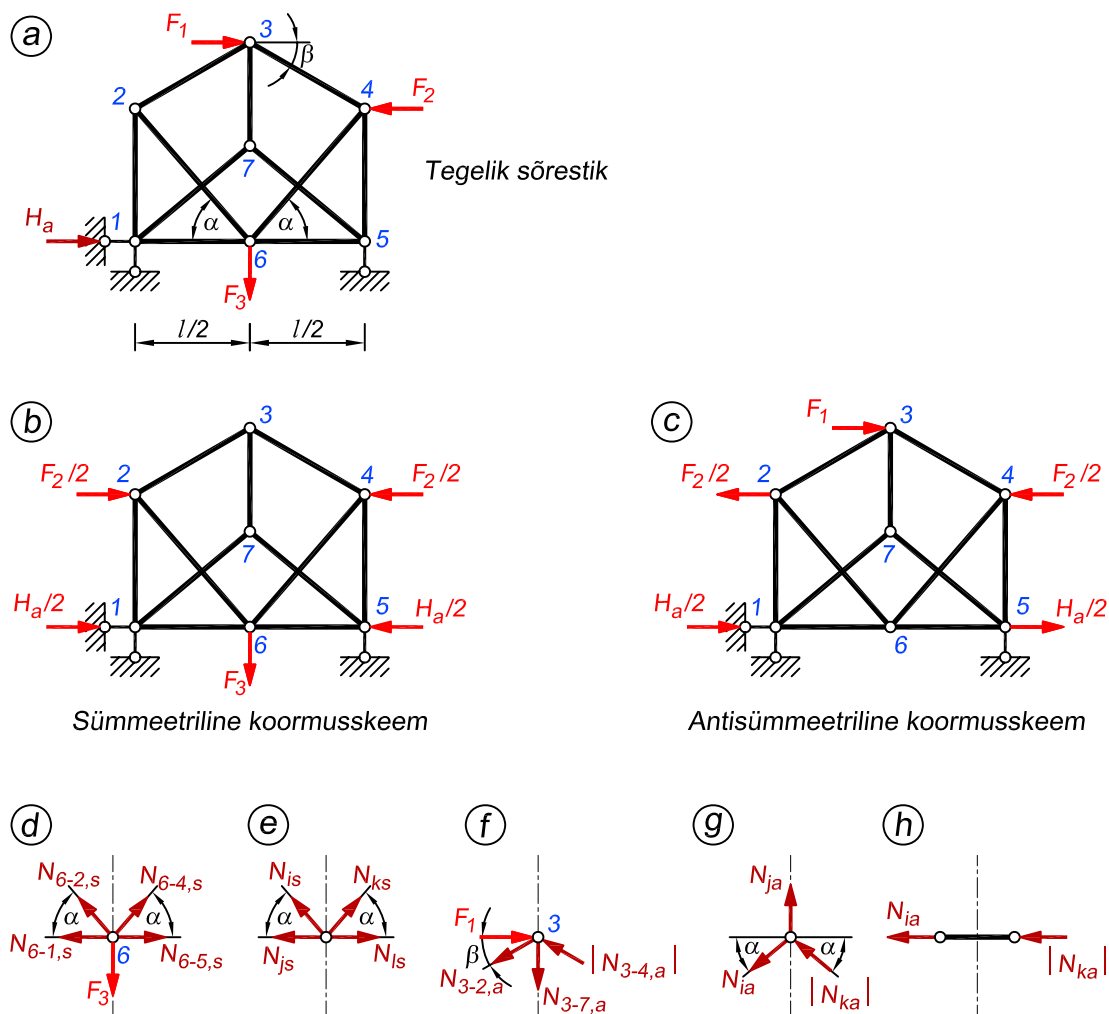 a
F1
3
β
2
4
F2
7
Tegelik sõrestik
Ha
1
α
α
5
6
F3
l/2
l/2
b
3
F2/2
2
4
F2/2
7
Ha/2
1
5
Ha/2
6
F3
Sümmeetriline koormusskeem
c
F1
3
F2/2
2
4
F2/2
7
Ha/2
1
5
Ha/2
6
Antisümmeetriline koormusskeem
d
N6-2,s
N6-4,s
α
α
N6-1,s
6
N6-5,s
F3
e
Nis
Nks
α
α
Njs
Nls
f
F1
3
β
N3-2,a
|N3-4,a|
N3-7,a
g
Nja
α
α
Nia
|Nka|
h
Nia
|Nka|